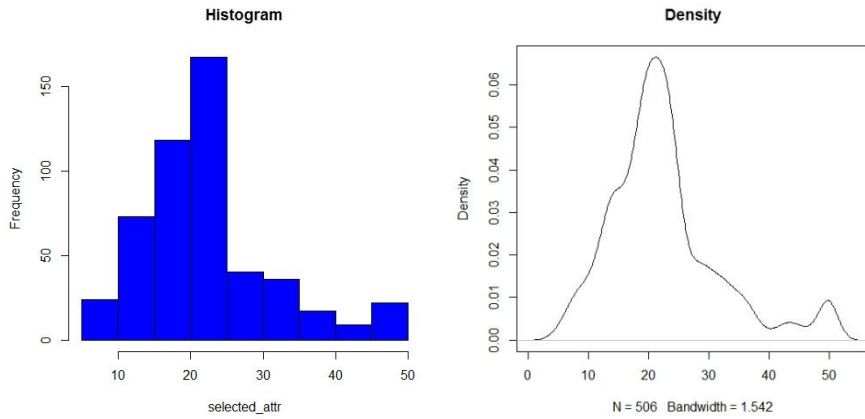 Histogram
Frequency
0
50
100
150
10 20 30 40 50
selected_attr
Density
Density
0.00
0.01
0.02
0.03
0.04
0.05
0.06
0 10 20 30 40 50
N = 506 Bandwidth = 1.542